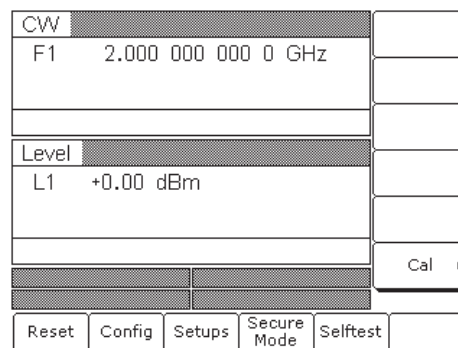 CW
F1 2.000 000 000 0 GHz
Level
L1 +0.00 dBm
Cal
Reset Config Setups Secure Mode Selftest